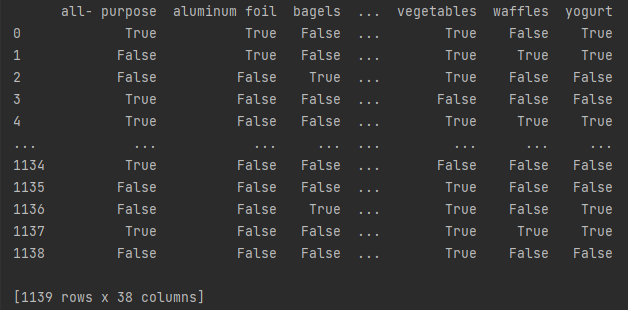 all- purpose aluminum foil bagels ... vegetables waffles yogurt
0 True True False ... True False True
1 False True False ... True True True
2 False False True ... True False False
3 True False False ... False False False
4 True False False ... True True True
... ... ... ... ... ... ... ...
1134 True False False ... False False False
1135 False False False ... True False False
1136 False False True ... True False True
1137 True False False ... True True True
1138 False False False ... True False False
[1139 rows x 38 columns]